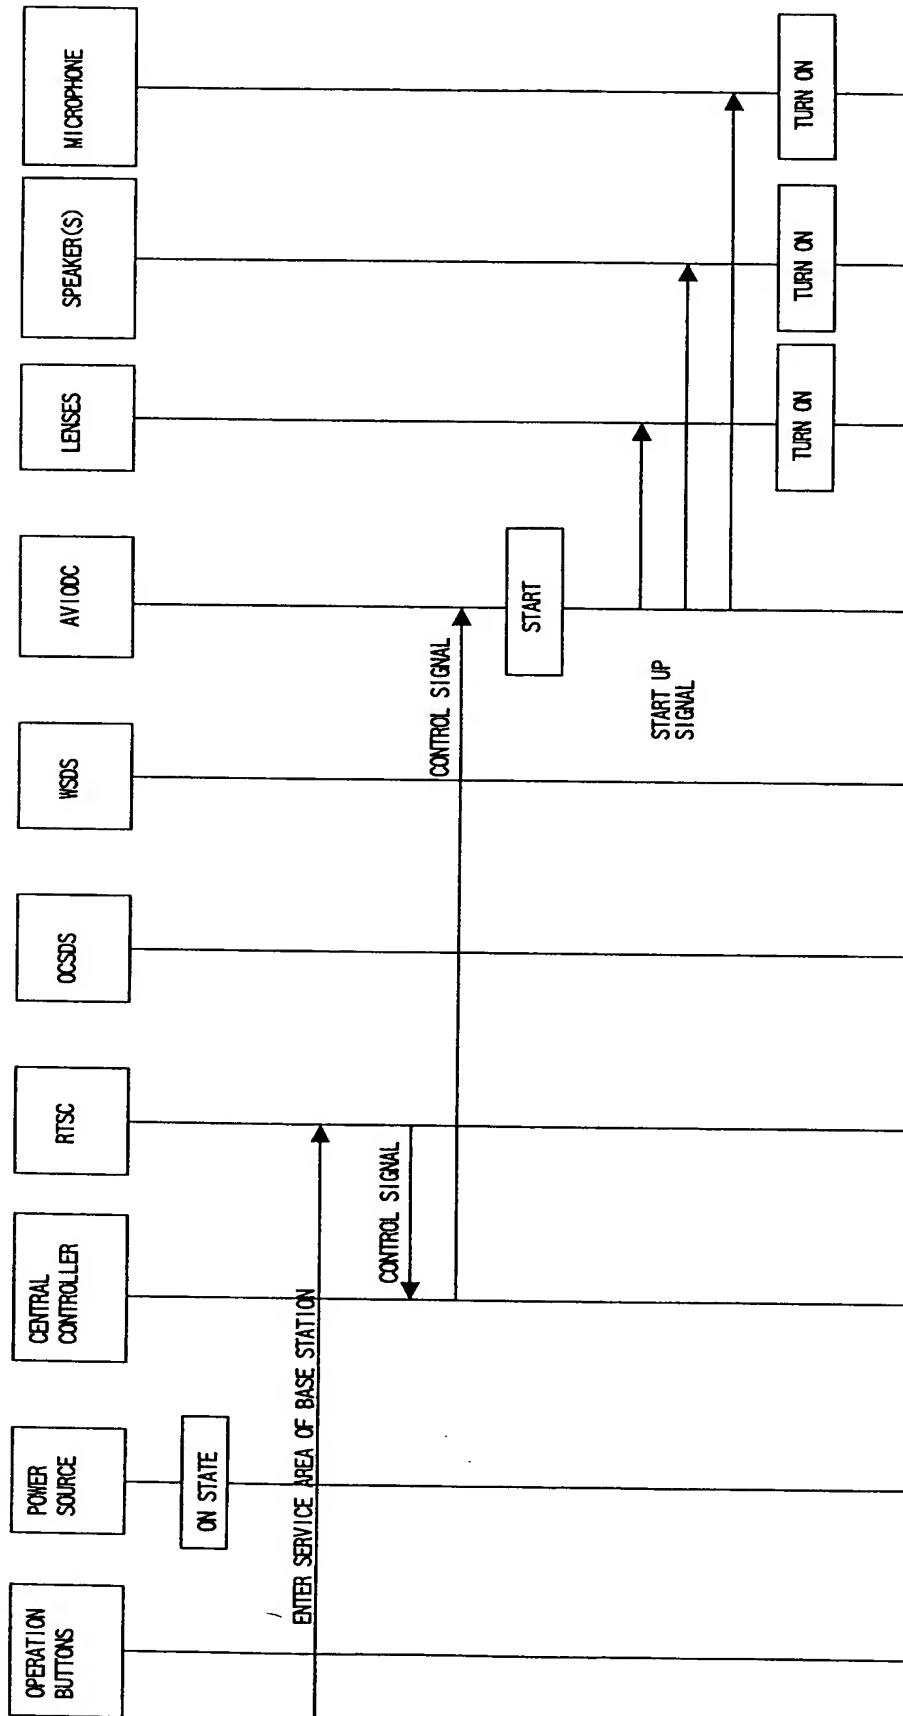 OPERATION
BUTTONS
POWER
SOURCE
CENTRAL
CONTROLLER
RTSC
OCSDS
WSDS
AVIODC
LENSES
SPEAKER(S)
MICROPHONE
ON STATE
ENTER SERVICE AREA OF BASE STATION
CONTROL SIGNAL
CONTROL SIGNAL
START
START UP
SIGNAL
TURN ON
TURN ON
TURN ON